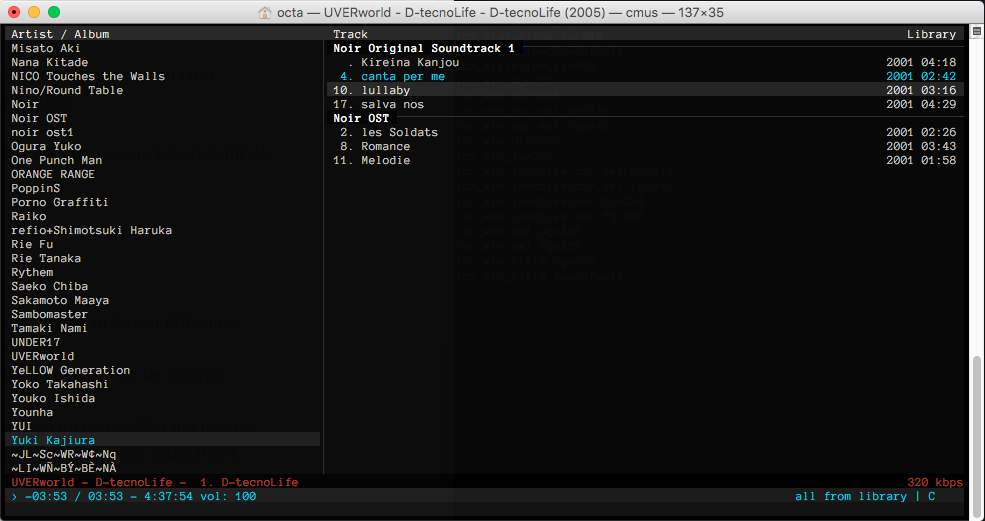 octa — UVERworld - D-tecnoLife - D-tecnoLife (2005) — cmus — 137×35
Artist / Album
Misato Aki
Nana Kitade
NICO Touches the Walls
Nino/Round Table
Noir
Noir OST
noir ost1
Ogura Yuko
One Punch Man
ORANGE RANGE
PoppinS
Porno Graffiti
Raiko
refio+Shimotsuki Haruka
Rie Fu
Rie Tanaka
Rythem
Saeko Chiba
Sakamoto Maaya
Sambomaster
Tamaki Nami
UNDER17
UVERworld
YeLLOW Generation
Yoko Takahashi
Youko Ishida
Younha
YUI
Yuki Kajiura
~JL~Sc~WR~W¢~Nq
~LI~WÑ~BÝ~BÈ~NÄ
Track Library
Noir Original Soundtrack 1
. Kireina Kanjou 2001 04:18
4. canta per me 2001 02:42
10. lullaby 2001 03:16
17. salva nos 2001 04:29
Noir OST
2. les Soldats 2001 02:26
8. Romance 2001 03:43
11. Melodie 2001 01:58
UVERworld - D-tecnoLife - 1. D-tecnoLife 320 kbps
> -03:53 / 03:53 - 4:37:54 vol: 100 all from library | C